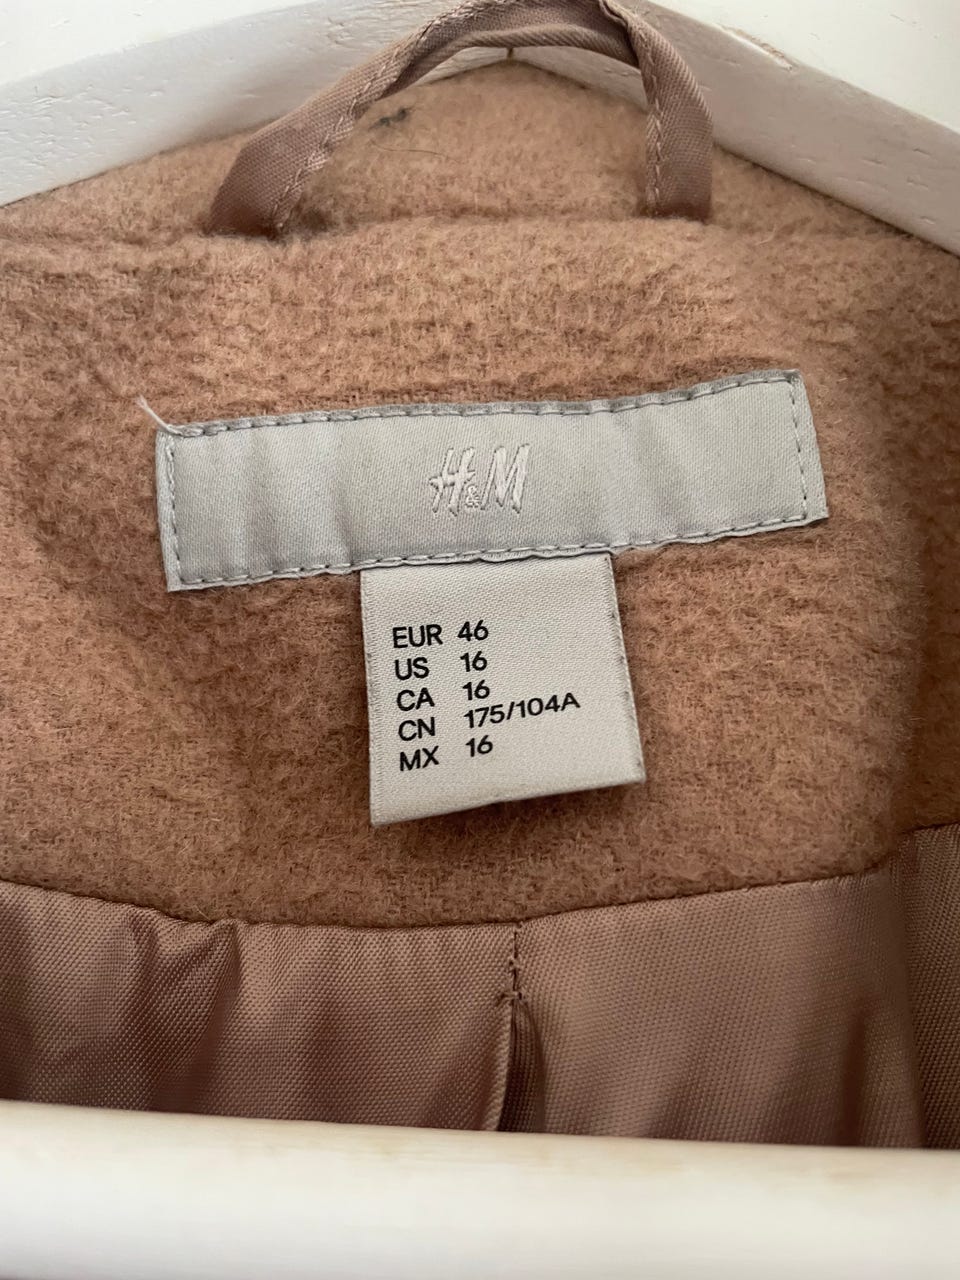 H&M
EUR 46
US 16
CA 16
CN 175/104A
MX 16